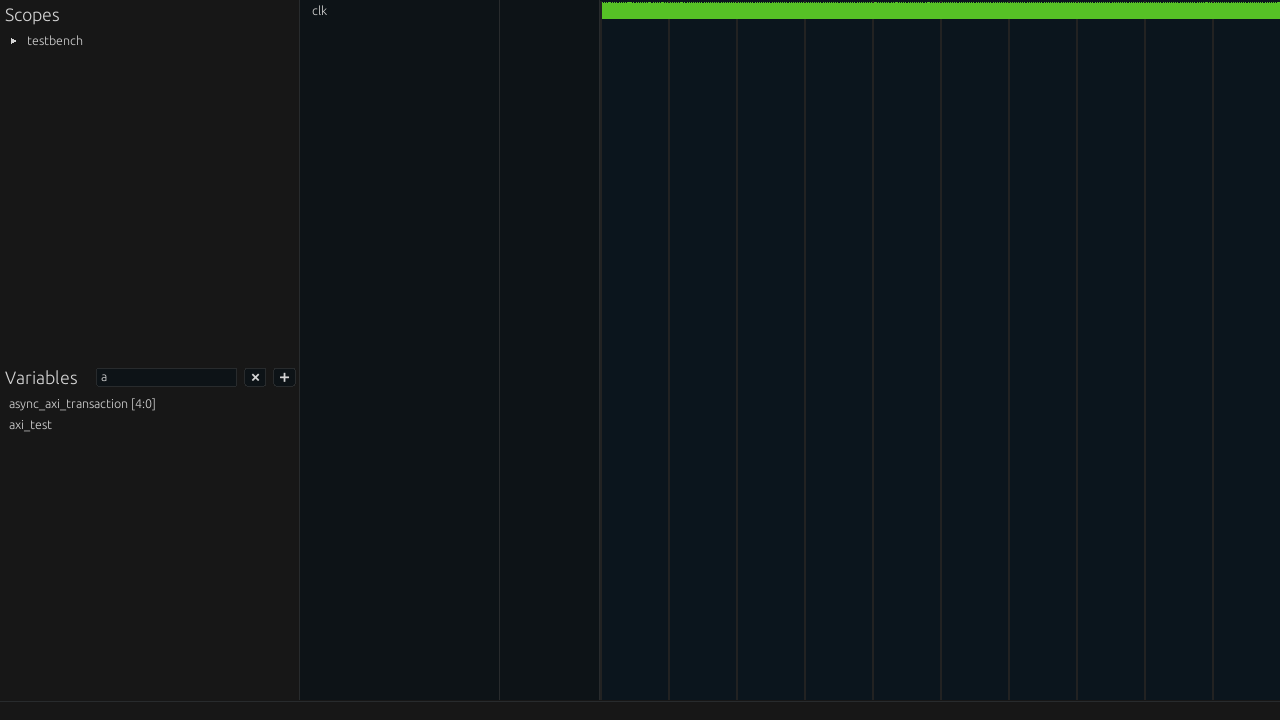 Scopes
testbench
Variables
a
async_axi_transaction [4:0]
axi_test
clk